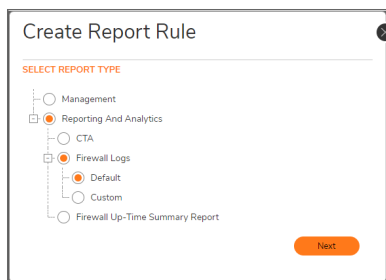 Create Report Rule
SELECT REPORT TYPE
Management
Reporting And Analytics
CTA
Firewall Logs
Default
Custom
Firewall Up-Time Summary Report
Next